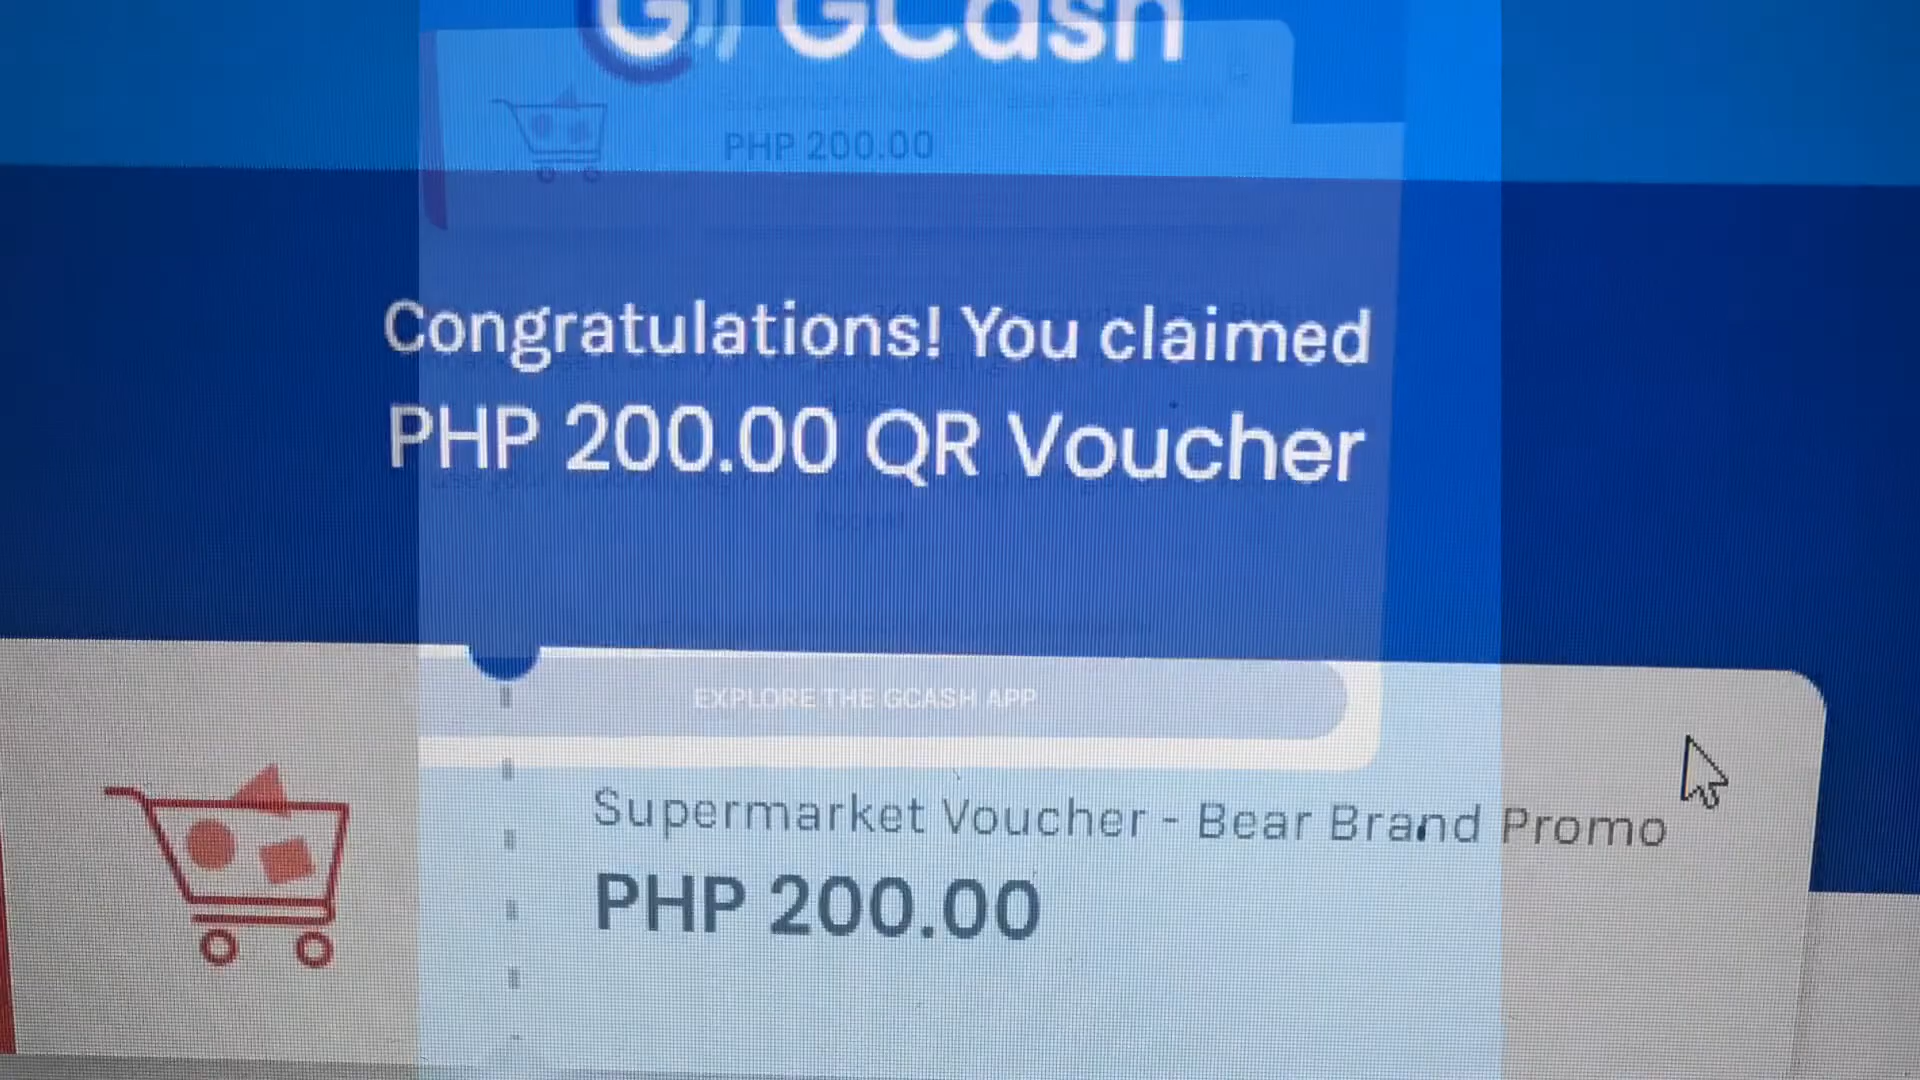 GCash
PHP 200.00
Congratulations! You claimed
PHP 200.00 QR Voucher
EXPLORE THE GCASH APP
Supermarket Voucher - Bear Brand Promo
PHP 200.00